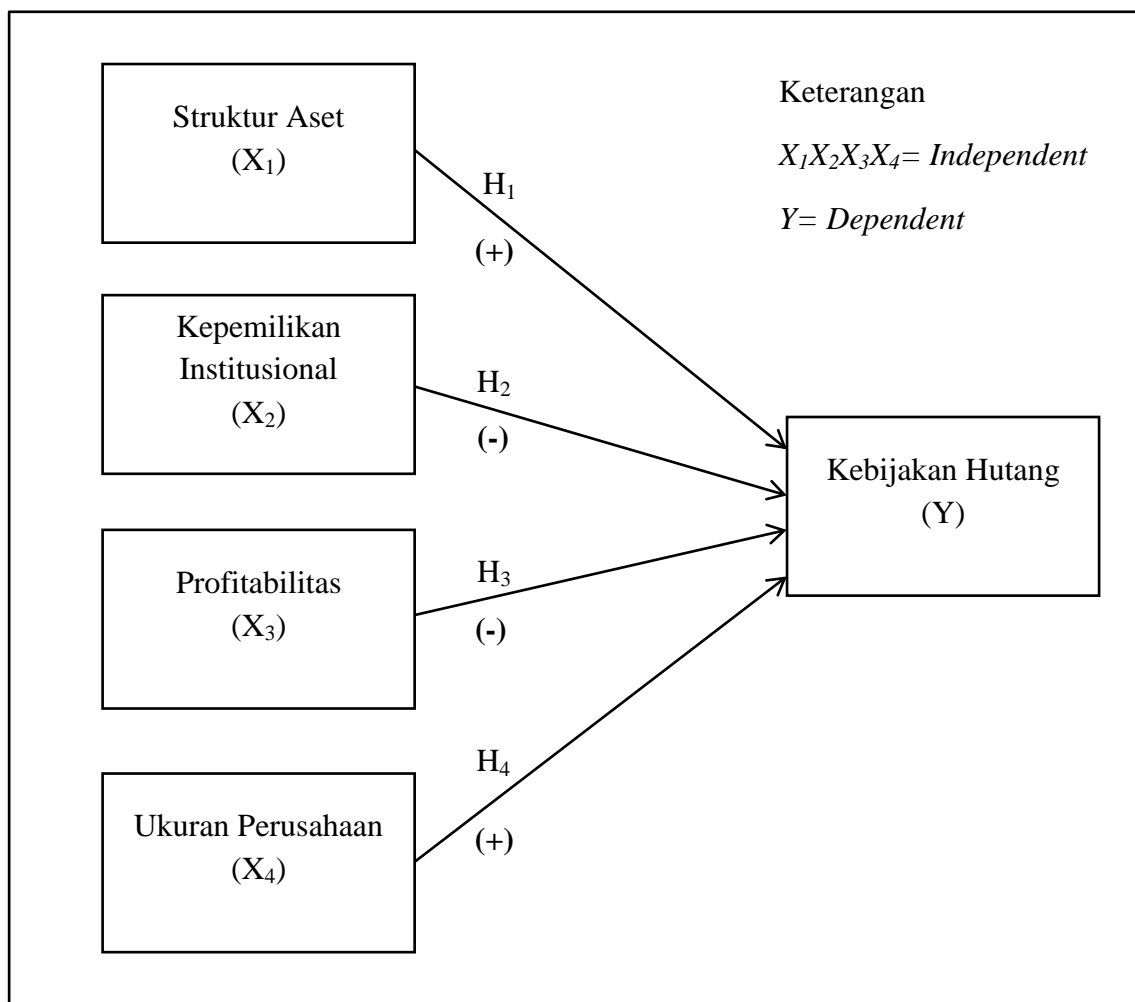 Struktur Aset
(X₁)
Keterangan
X₁X₂X₃X₄= Independent
Y= Dependent
H₁
(+)
Kepemilikan
Institusional
(X₂)
H₂
(-)
Kebijakan Hutang
(Y)
Profitabilitas
(X₃)
H₃
(-)
Ukuran Perusahaan
(X₄)
H₄
(+)